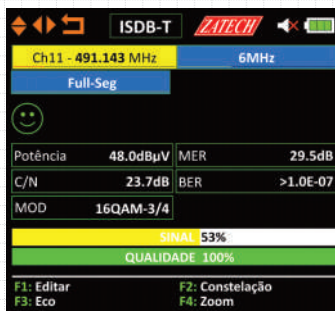 ISDB-T ZATECH
Ch11 - 491.143 MHz 6MHz
Full-Seg
Potência 48.0dBµV MER 29.5dB
C/N 23.7dB BER >1.0E-07
MOD 16QAM-3/4
SINAL 53%
QUALIDADE 100%
F1: Editar F2: Constelação
F3: Eco F4: Zoom